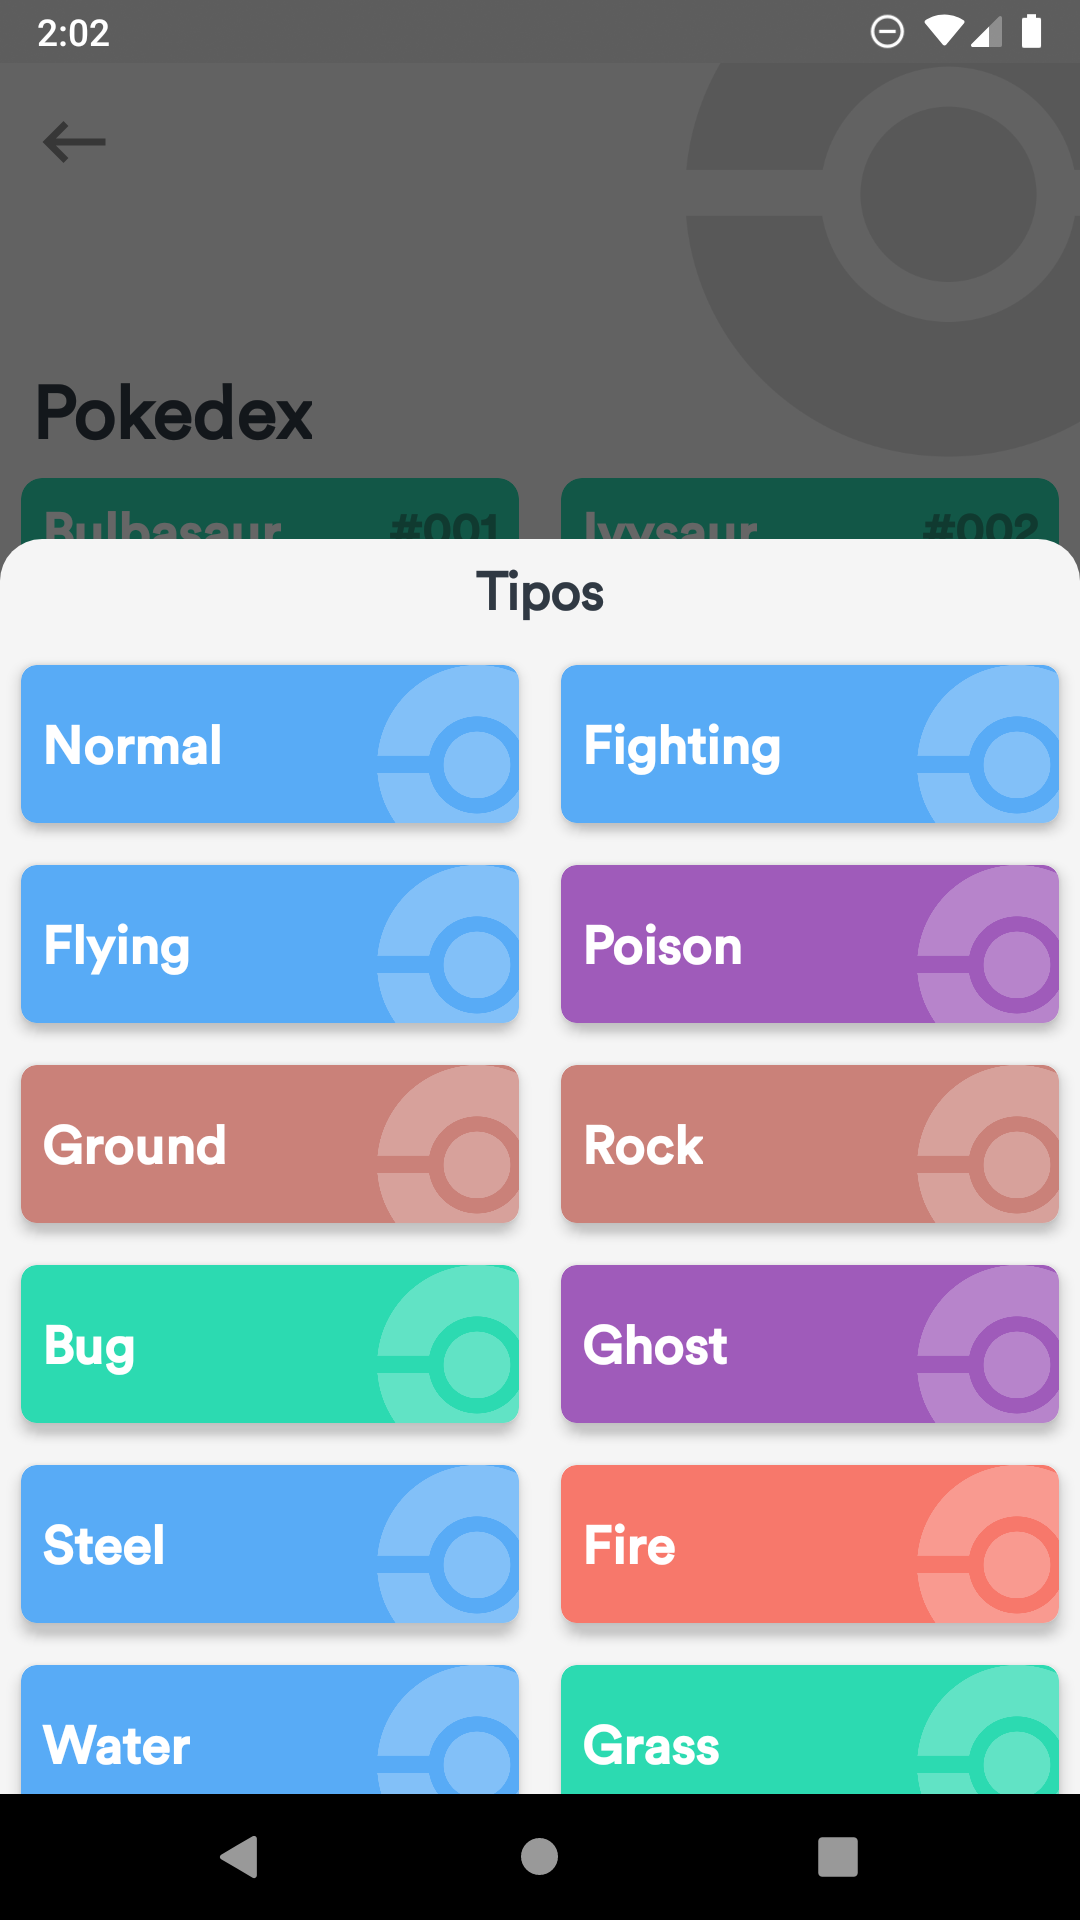 2:02
Pokedex
Bulbasaur #001 Ivysaur #002
Tipos
Normal Fighting
Flying Poison
Ground Rock
Bug Ghost
Steel Fire
Water Grass